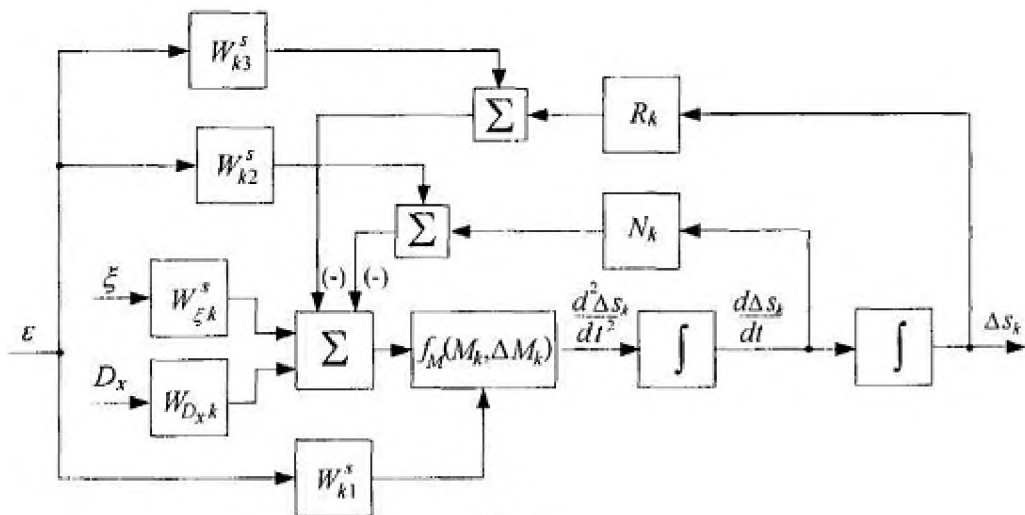 W^s_{k3}
Σ
R_k
W^s_{k2}
Σ
N_k
(-) (-)
ξ
W^s_{ξk}
ε
Σ
f_M(M_k, ΔM_k)
d²Δs_k/dt²
∫
dΔs_k/dt
∫
Δs_k
D_x
W_{D_x k}
W^s_{k1}